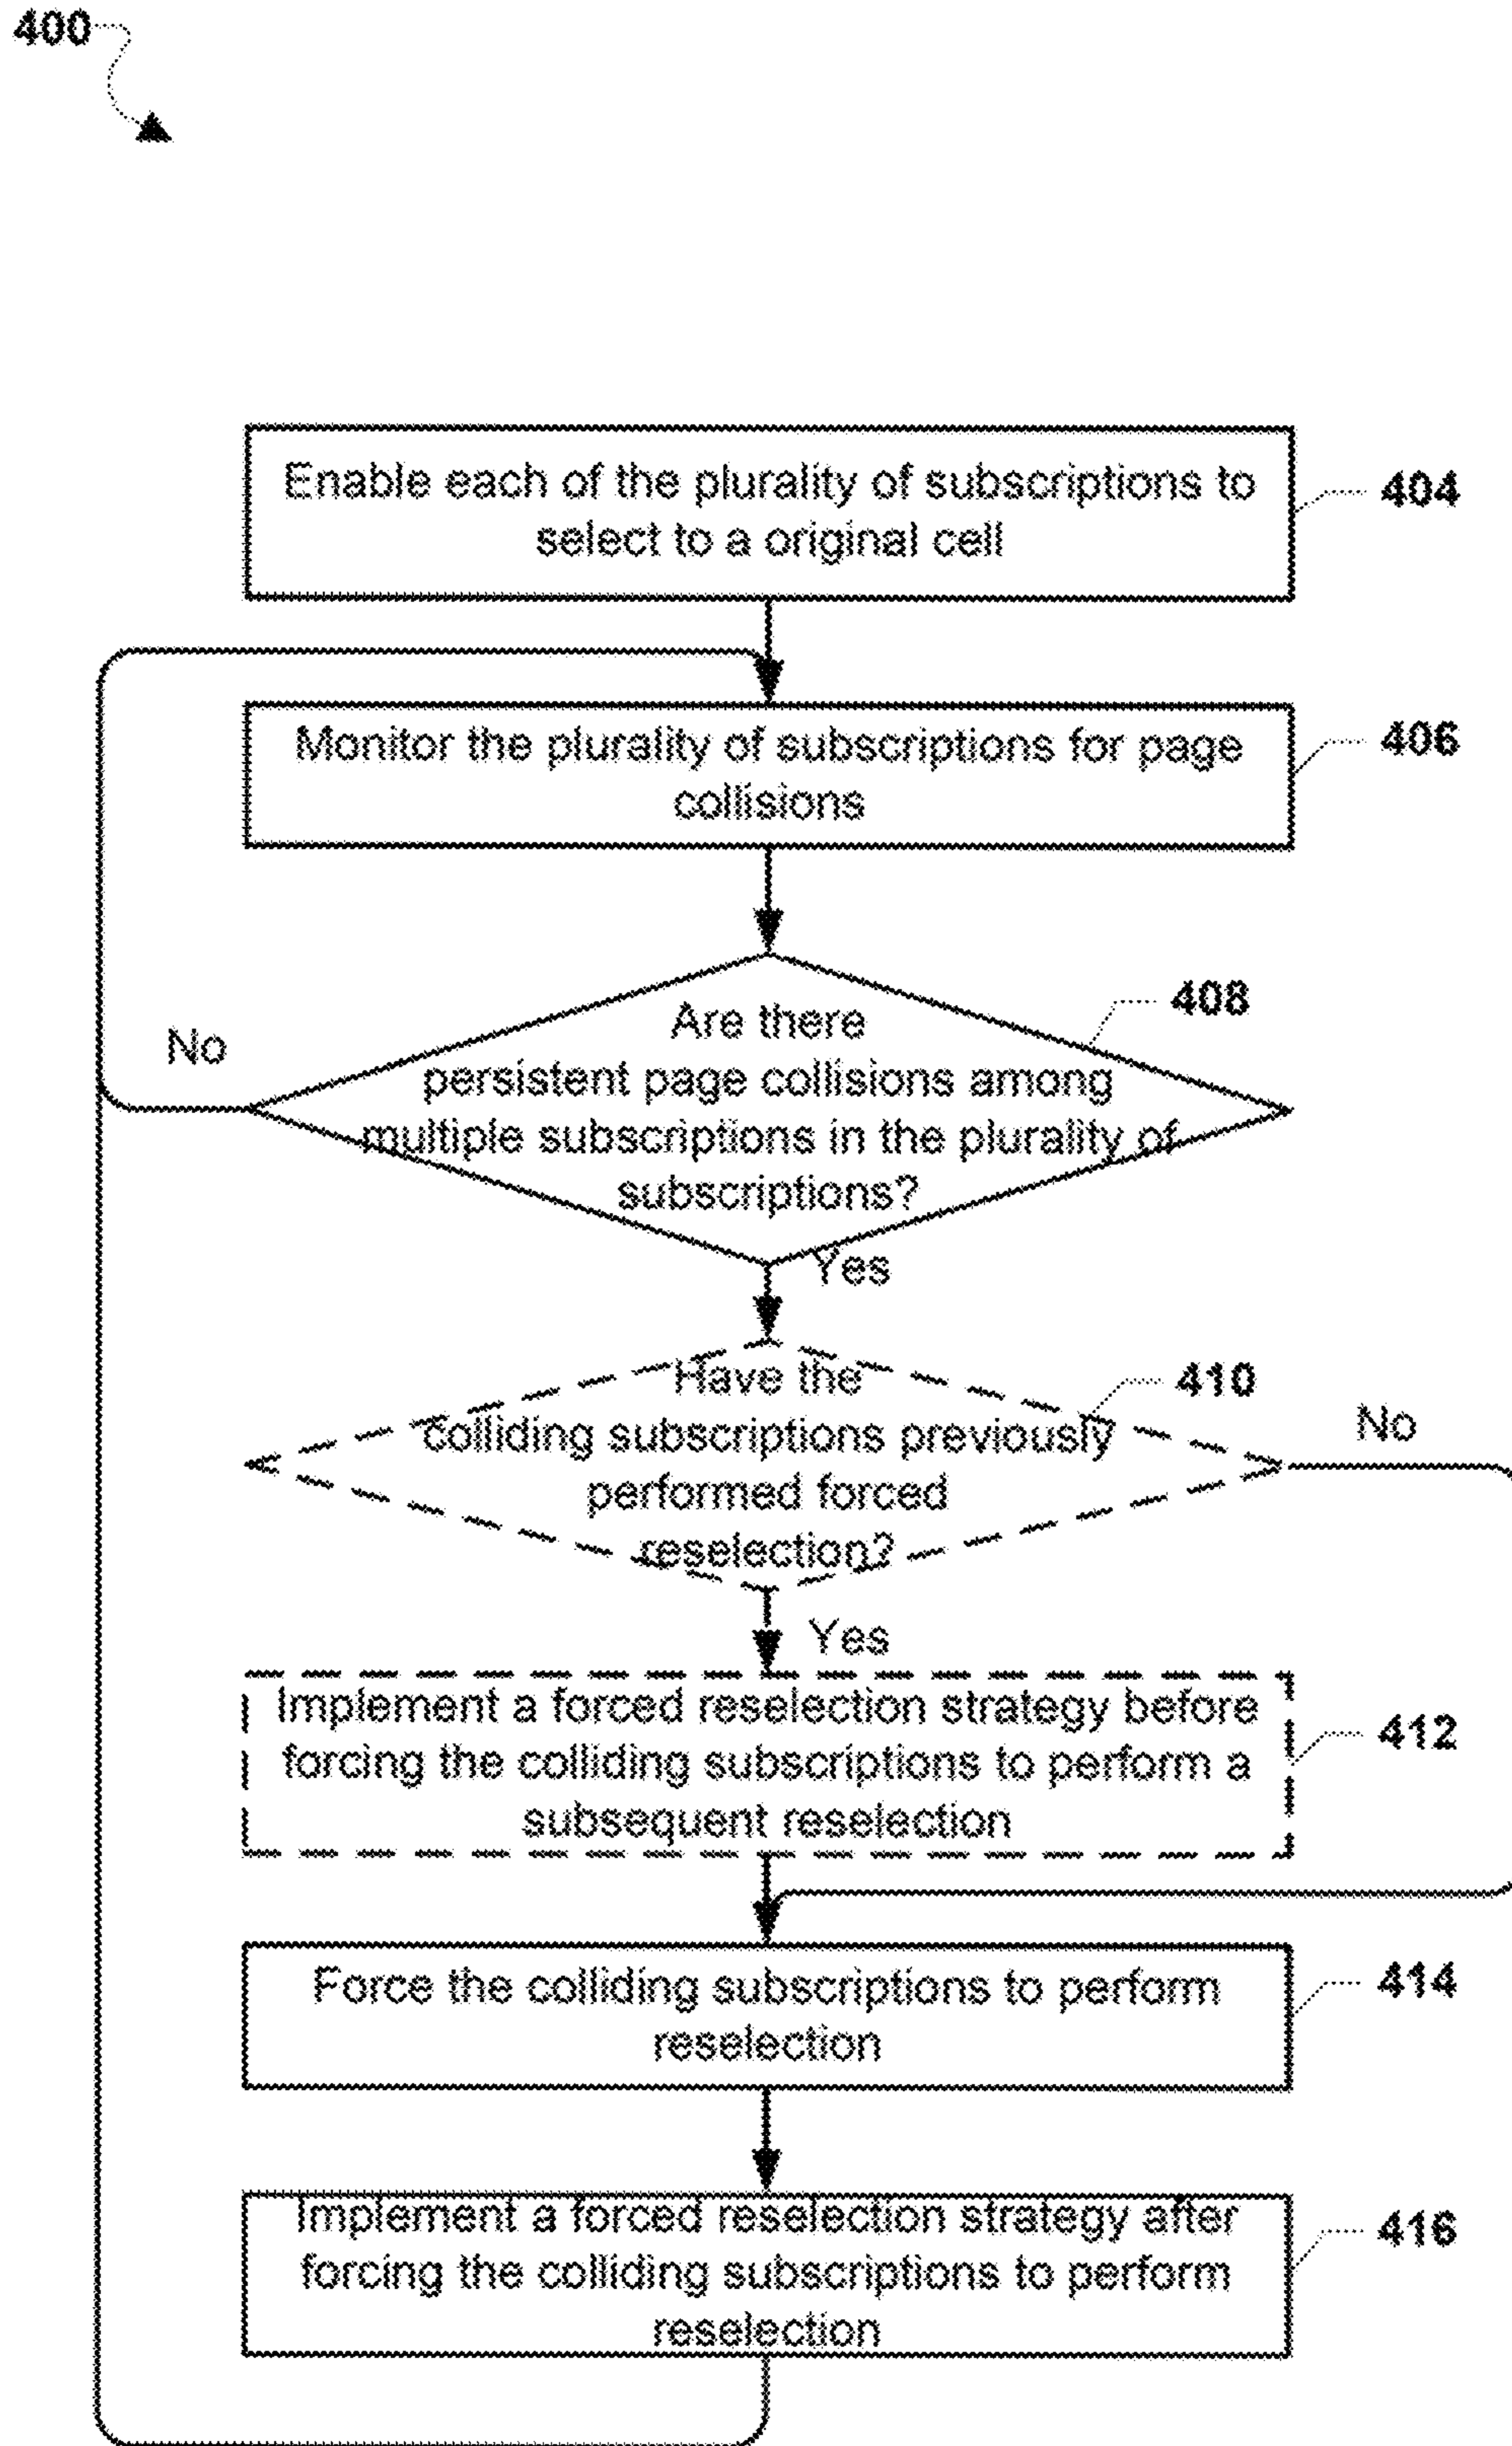 400
Enable each of the plurality of subscriptions to
select to a original cell
404
Monitor the plurality of subscriptions for page
collisions
406
Are there
persistent page collisions among
multiple subscriptions in the plurality of
subscriptions?
408
No
Yes
Have the
colliding subscriptions previously
performed forced
reselection?
410
No
Yes
Implement a forced reselection strategy before
forcing the colliding subscriptions to perform a
subsequent reselection
412
Force the colliding subscriptions to perform
reselection
414
Implement a forced reselection strategy after
forcing the colliding subscriptions to perform
reselection
416